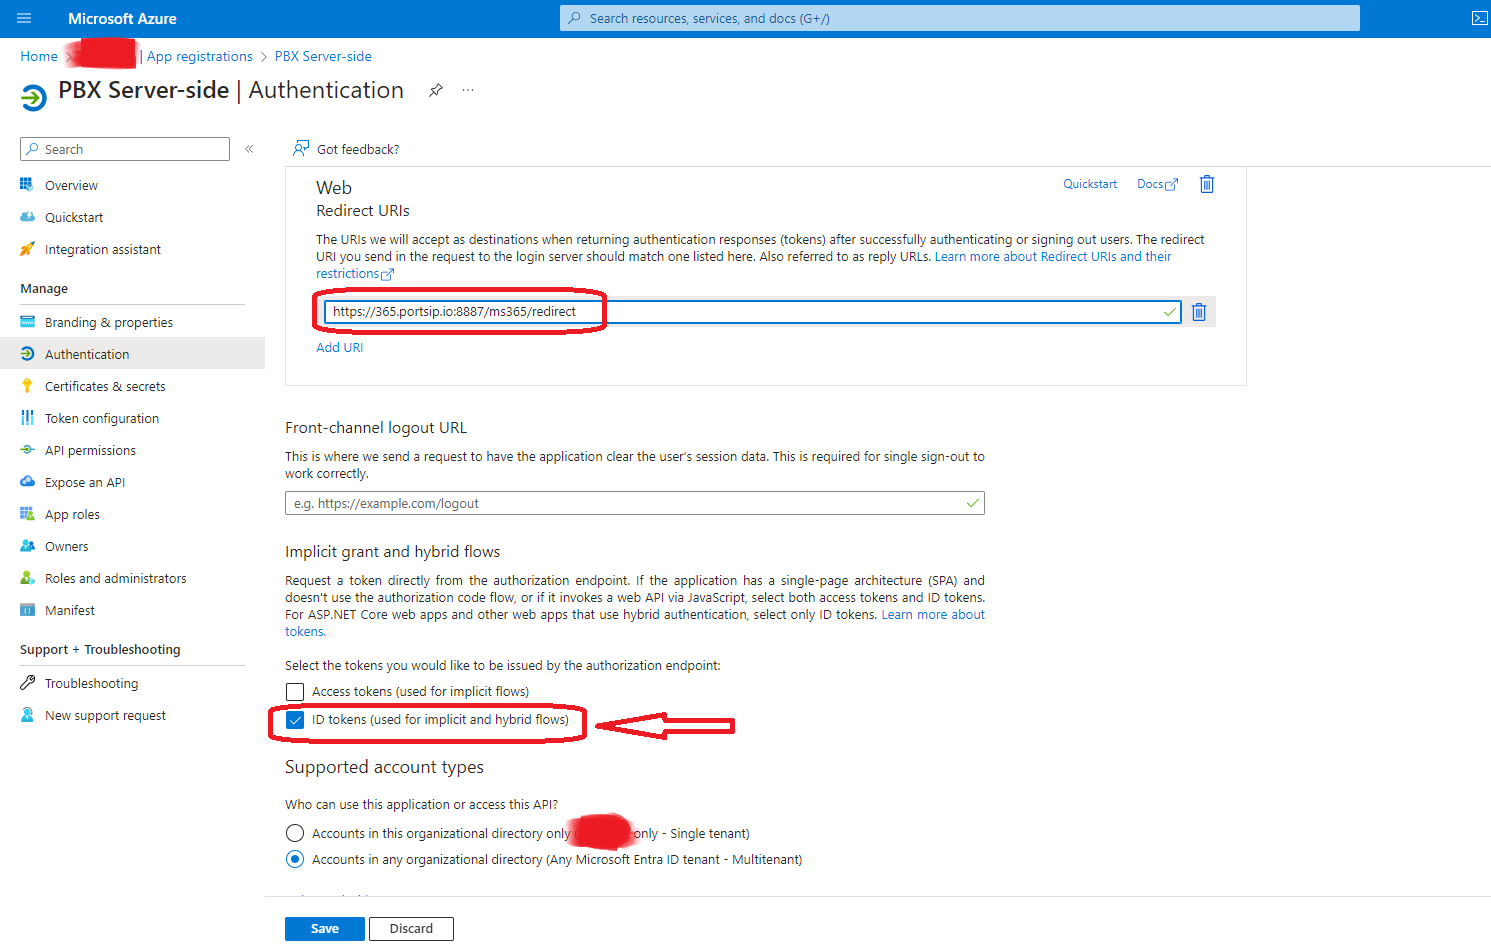 Microsoft Azure
Search resources, services, and docs (G+/)
Home > | App registrations > PBX Server-side
PBX Server-side | Authentication
Search
«
Got feedback?
Overview
Quickstart
Integration assistant
Manage
Branding & properties
Authentication
Certificates & secrets
Token configuration
API permissions
Expose an API
App roles
Owners
Roles and administrators
Manifest
Support + Troubleshooting
Troubleshooting
New support request
Web
Quickstart
Docs
Redirect URIs
The URIs we will accept as destinations when returning authentication responses (tokens) after successfully authenticating or signing out users. The redirect
URI you send in the request to the login server should match one listed here. Also referred to as reply URLs. Learn more about Redirect URIs and their
restrictions
https://365.portsip.io:8887/ms365/redirect
Add URI
Front-channel logout URL
This is where we send a request to have the application clear the user's session data. This is required for single sign-out to
work correctly.
e.g. https://example.com/logout
Implicit grant and hybrid flows
Request a token directly from the authorization endpoint. If the application has a single-page architecture (SPA) and
doesn't use the authorization code flow, or if it invokes a web API via JavaScript, select both access tokens and ID tokens.
For ASP.NET Core web apps and other web apps that use hybrid authentication, select only ID tokens. Learn more about
tokens.
Select the tokens you would like to be issued by the authorization endpoint:
Access tokens (used for implicit flows)
ID tokens (used for implicit and hybrid flows)
Supported account types
Who can use this application or access this API?
Accounts in this organizational directory only ( only - Single tenant)
Accounts in any organizational directory (Any Microsoft Entra ID tenant - Multitenant)
Save
Discard